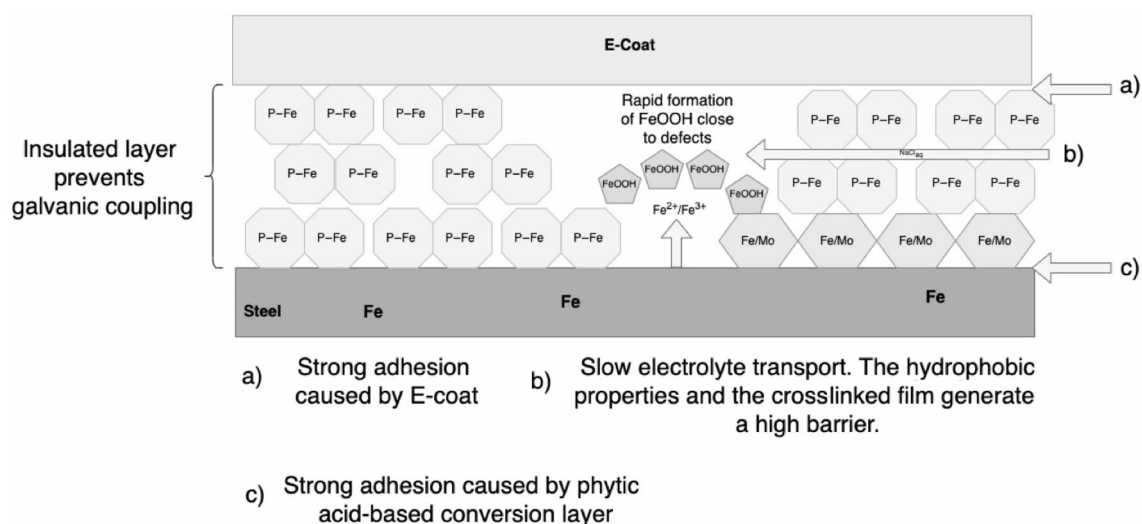 E-Coat
a)
P–Fe P–Fe P–Fe P–Fe
Rapid formation
of FeOOH close
to defects
P–Fe P–Fe P–Fe P–Fe
Insulated layer
prevents
galvanic coupling
NaCl aq
b)
P–Fe P–Fe P–Fe P–Fe
FeOOH FeOOH FeOOH FeOOH
P–Fe P–Fe P–Fe P–Fe
Fe2+/Fe3+
P–Fe P–Fe P–Fe P–Fe P–Fe P–Fe
Fe/Mo Fe/Mo Fe/Mo Fe/Mo
c)
Steel Fe Fe Fe
a) Strong adhesion
caused by E-coat
b) Slow electrolyte transport. The hydrophobic
properties and the crosslinked film generate
a high barrier.
c) Strong adhesion caused by phytic
acid-based conversion layer